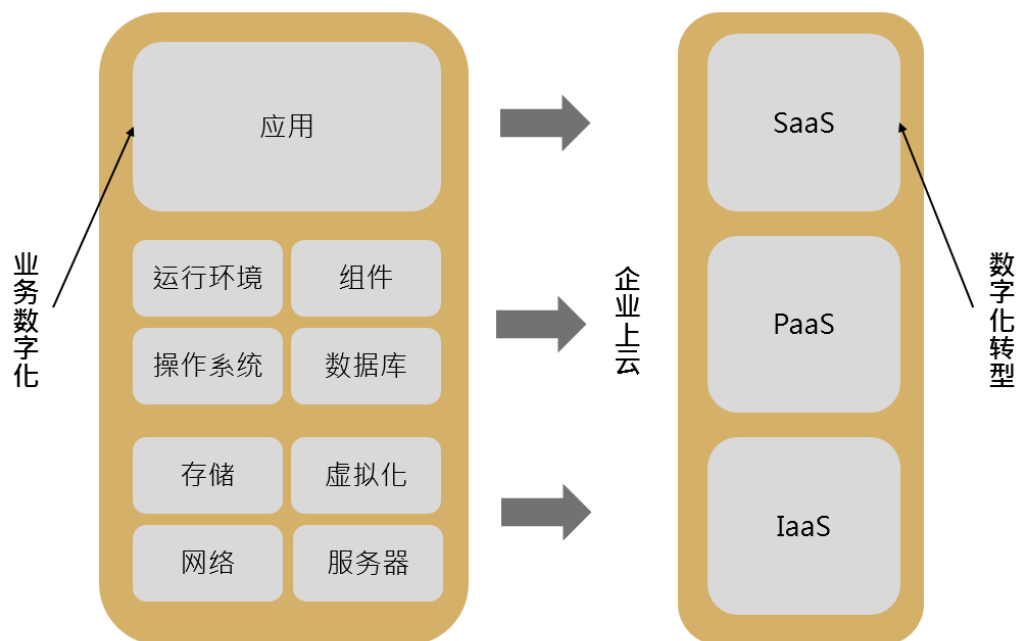 业务数字化
应用
运行环境
组件
操作系统
数据库
存储
虚拟化
网络
服务器
企业上云
SaaS
PaaS
IaaS
数字化转型